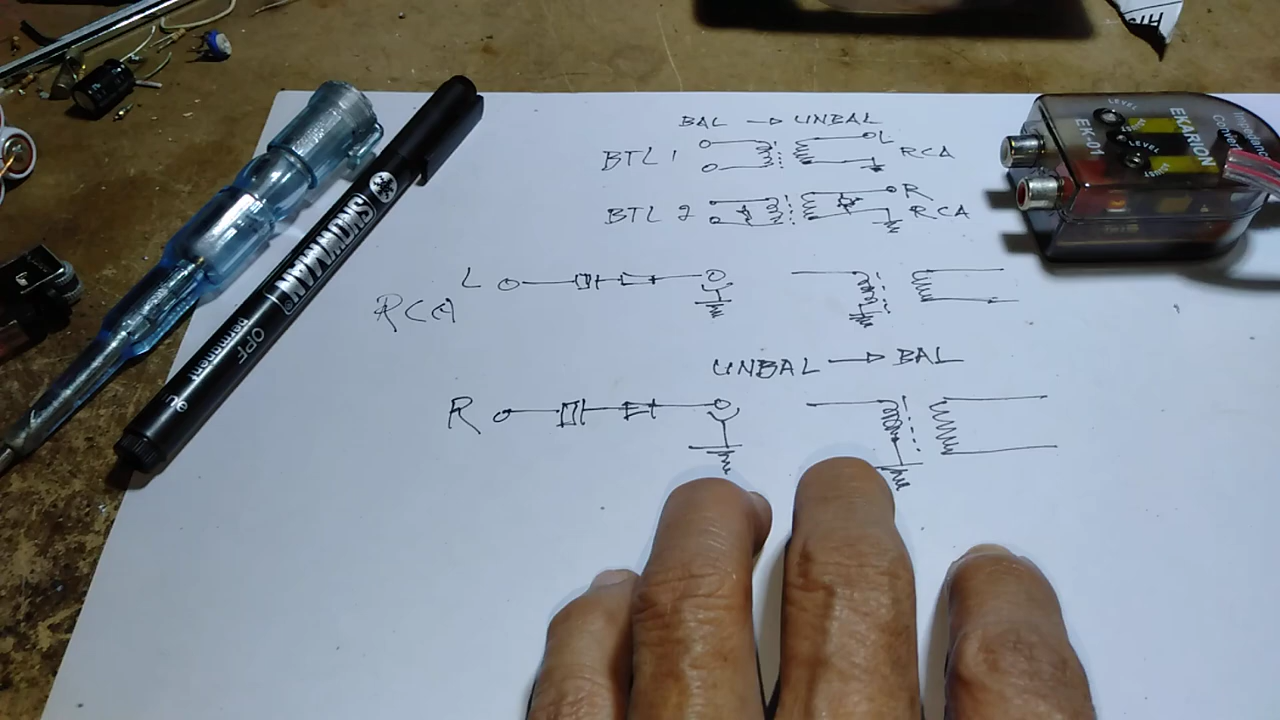 BAL → UNBAL
BTL 1 L RCA
BTL 2 R RCA
L
RCA
UNBAL → BAL
R
SNOWMAN
OPF
permanent
LEVEL
LEVEL
EKARION
EK-01
Impedance